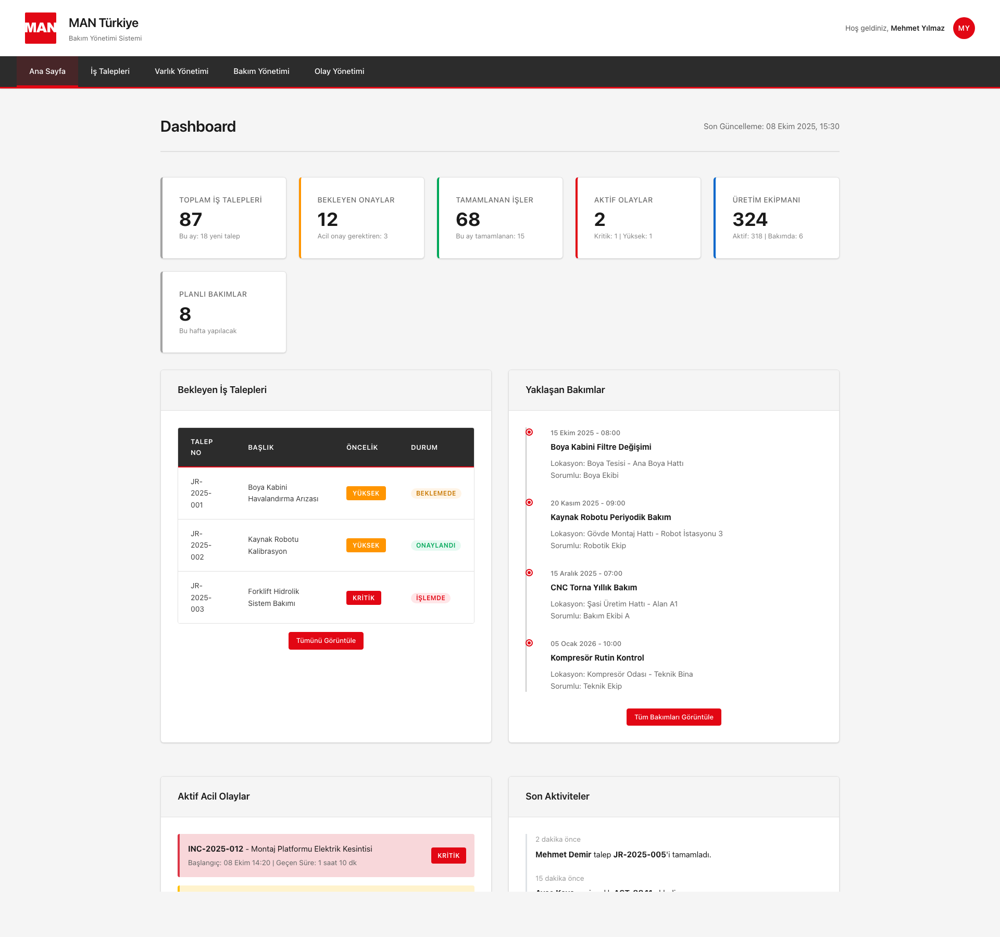 MAN
MAN Türkiye
Bakım Yönetimi Sistemi
Hoş geldiniz, Mehmet Yılmaz
MY
Ana Sayfa
İş Talepleri
Varlık Yönetimi
Bakım Yönetimi
Olay Yönetimi
Dashboard
Son Güncelleme: 08 Ekim 2025, 15:30
TOPLAM İŞ TALEPLERİ
87
Bu ay: 18 yeni talep
BEKLEYEN ONAYLAR
12
Acil onay gerektiren: 3
TAMAMLANAN İŞLER
68
Bu ay tamamlanan: 15
AKTİF OLAYLAR
2
Kritik: 1 | Yüksek: 1
ÜRETİM EKİPMANI
324
Aktif: 318 | Bakımda: 6
PLANLI BAKIMLAR
8
Bu hafta yapılacak
Bekleyen İş Talepleri
TALEP
NO
BAŞLIK
ÖNCELİK
DURUM
JR-
2025-
001
Boya Kabini
Havalandırma Arızası
YÜKSEK
BEKLEMEDE
JR-
2025-
002
Kaynak Robotu
Kalibrasyon
YÜKSEK
ONAYLANDI
JR-
2025-
003
Forklift Hidrolik
Sistem Bakımı
KRİTİK
İŞLEMDE
Tümünü Görüntüle
Yaklaşan Bakımlar
15 Ekim 2025 - 08:00
Boya Kabini Filtre Değişimi
Lokasyon: Boya Tesisi - Ana Boya Hattı
Sorumlu: Boya Ekibi
20 Kasım 2025 - 09:00
Kaynak Robotu Periyodik Bakım
Lokasyon: Gövde Montaj Hattı - Robot İstasyonu 3
Sorumlu: Robotik Ekip
15 Aralık 2025 - 07:00
CNC Torna Yıllık Bakım
Lokasyon: Şasi Üretim Hattı - Alan A1
Sorumlu: Bakım Ekibi A
05 Ocak 2026 - 10:00
Kompresör Rutin Kontrol
Lokasyon: Kompresör Odası - Teknik Bina
Sorumlu: Teknik Ekip
Tüm Bakımları Görüntüle
Aktif Acil Olaylar
INC-2025-012 - Montaj Platformu Elektrik Kesintisi
Başlangıç: 08 Ekim 14:20 | Geçen Süre: 1 saat 10 dk
KRİTİK
Son Aktiviteler
2 dakika önce
Mehmet Demir talep JR-2025-005'i tamamladı.
15 dakika önce